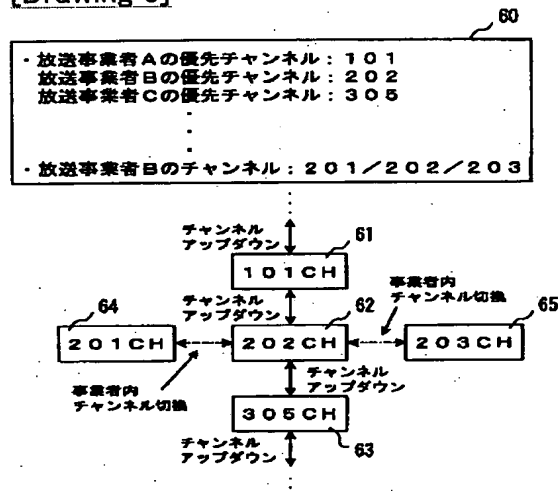 60
・放送事業者Aの優先チャンネル:101
放送事業者Bの優先チャンネル:202
放送事業者Cの優先チャンネル:305
・放送事業者Bのチャンネル:201/202/203
チャンネル
アップダウン
61
101CH
チャンネル
アップダウン
事業者内
チャンネル切換
64
62
65
201CH
202CH
203CH
事業者内
チャンネル切換
チャンネル
アップダウン
305CH
63
チャンネル
アップダウン